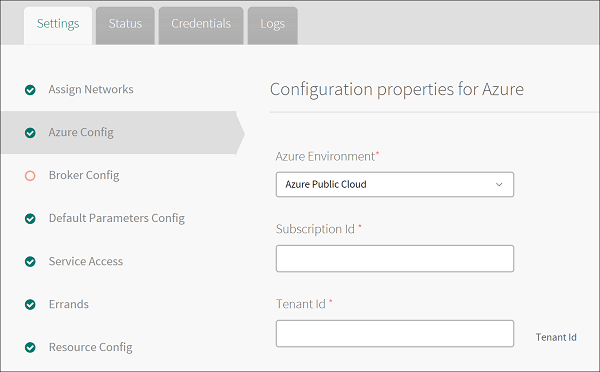 Settings
Status
Credentials
Logs
Assign Networks
Azure Config
Broker Config
Default Parameters Config
Service Access
Errands
Resource Config
Configuration properties for Azure
Azure Environment*
Azure Public Cloud
Subscription Id *
Tenant Id *
Tenant Id